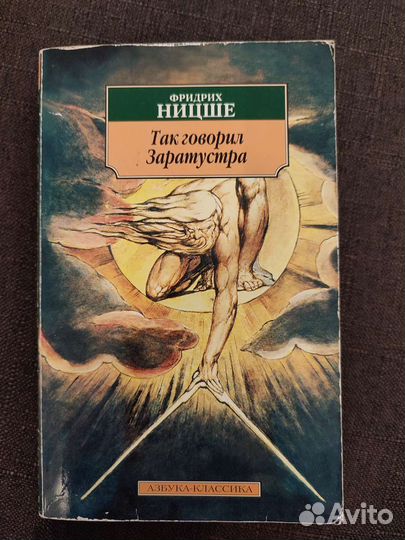 ФРИДРИХ
НИЦШЕ
Так говорил
Заратустра
АЗБУКА-КЛАССИКА
Avito